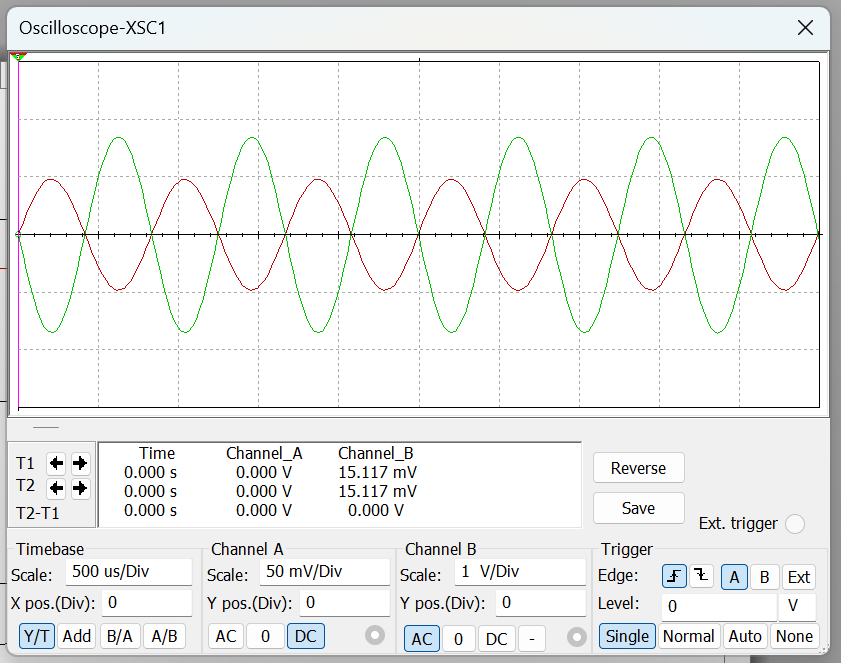 Oscilloscope-XSC1
Time Channel_A Channel_B
T1 0.000 s 0.000 V 15.117 mV
T2 0.000 s 0.000 V 15.117 mV
T2-T1 0.000 s 0.000 V 0.000 V
Reverse
Save
Ext. trigger
Timebase Channel A Channel B Trigger
Scale: 500 us/Div Scale: 50 mV/Div Scale: 1 V/Div Edge: A B Ext
X pos.(Div): 0 Y pos.(Div): 0 Y pos.(Div): 0 Level: 0 V
Y/T Add B/A A/B AC 0 DC AC 0 DC - Single Normal Auto None